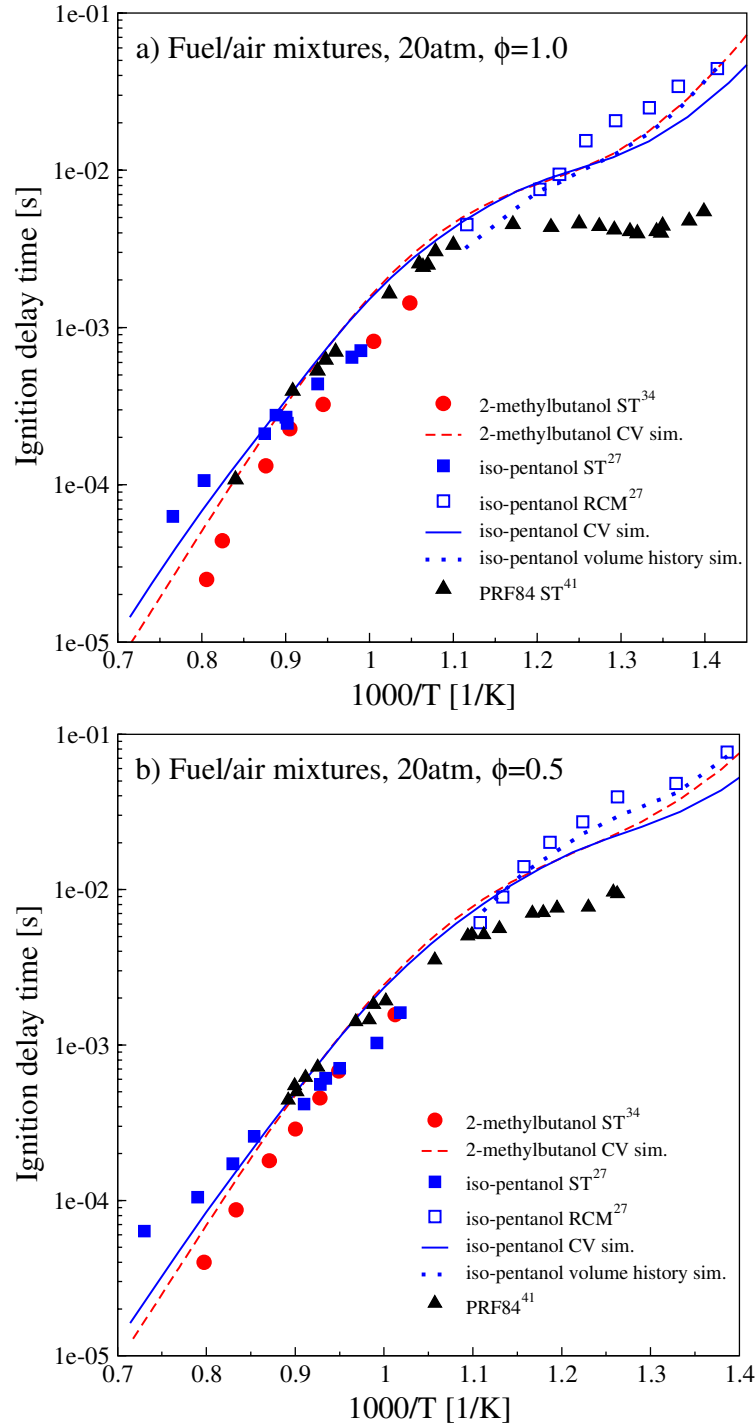 1e-01
a) Fuel/air mixtures, 20atm, ϕ=1.0
1e-02
Ignition delay time [s]
1e-03
2-methylbutanol ST34
2-methylbutanol CV sim.
iso-pentanol ST27
1e-04
iso-pentanol RCM27
iso-pentanol CV sim.
iso-pentanol volume history sim.
PRF84 ST41
1e-05
0.7 0.8 0.9 1 1.1 1.2 1.3 1.4
1000/T [1/K]
1e-01
b) Fuel/air mixtures, 20atm, ϕ=0.5
1e-02
Ignition delay time [s]
1e-03
2-methylbutanol ST34
2-methylbutanol CV sim.
iso-pentanol ST27
1e-04
iso-pentanol RCM27
iso-pentanol CV sim.
iso-pentanol volume history sim.
PRF8441
1e-05
0.7 0.8 0.9 1 1.1 1.2 1.3 1.4
1000/T [1/K]